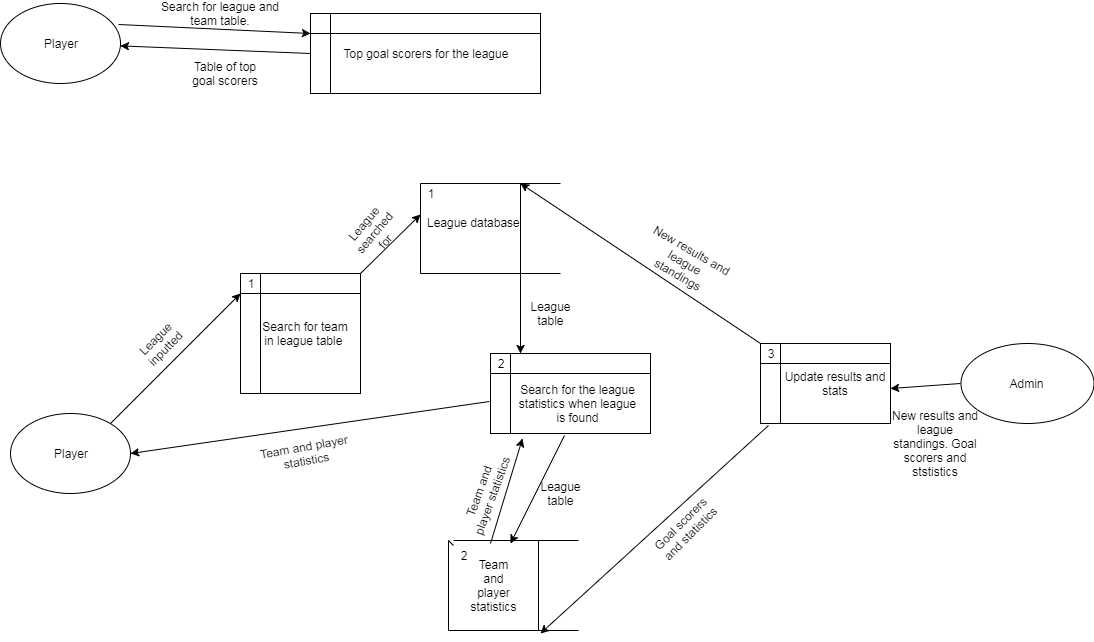 Search for league and
team table.
Player
Top goal scorers for the league
Table of top
goal scorers
1
League database
League
searched
for
New results and
league
standings
1
Search for team
in league table
League
inputted
League
table
2
Search for the league
statistics when league
is found
3
Update results and
stats
Admin
New results and
league
standings. Goal
scorers and
ststistics
Player
Team and player
statistics
Team and
player statistics
League
table
Goal scorers
and statistics
2
Team
and
player
statistics